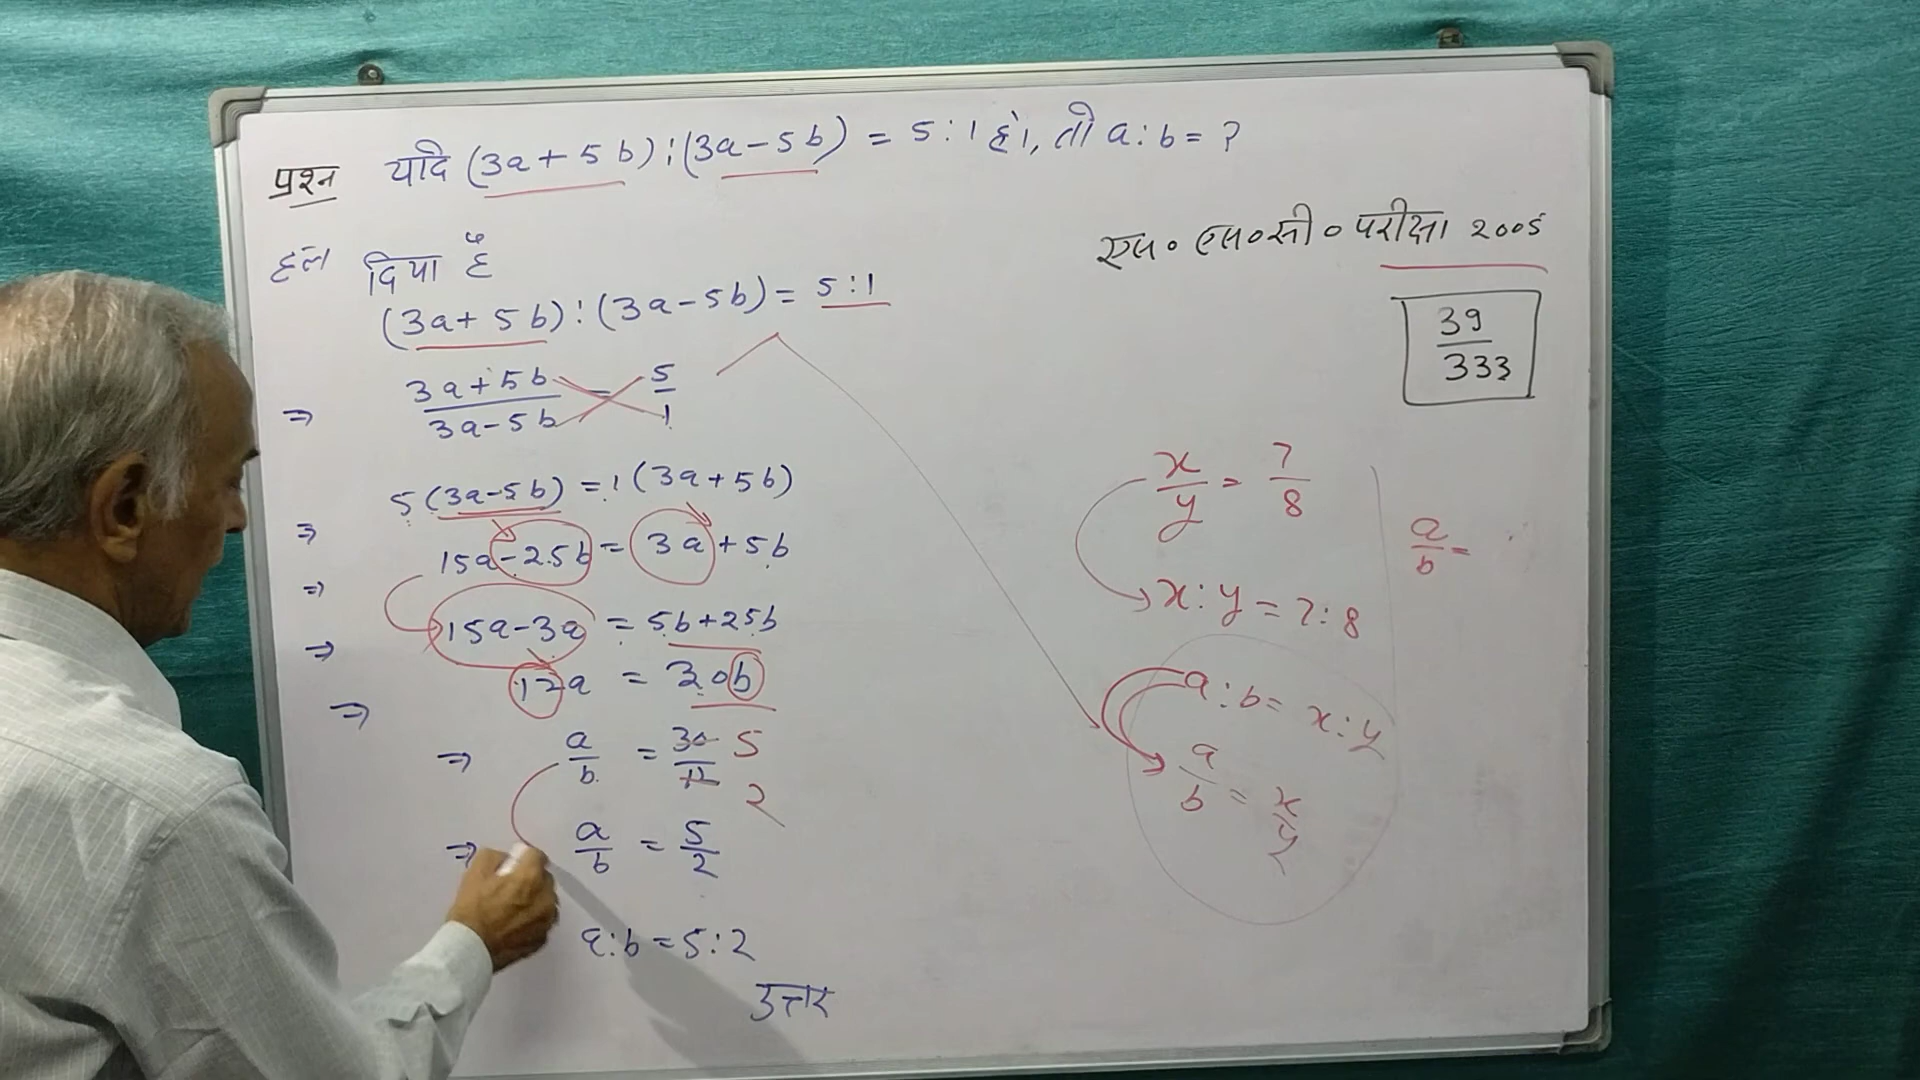 प्रश्न यदि (3a + 5b) : (3a - 5b) = 5 : 1 हो, तो a : b = ?
एस० एस० सी० परीक्षा 2005
39
333
हल दिया है
(3a + 5b) : (3a - 5b) = 5 : 1
⇒ 3a + 5b / 3a - 5b = 5 / 1
5 (3a - 5b) = 1 (3a + 5b)
⇒ 15a - 25b = 3a + 5b
⇒ 15a - 3a = 5b + 25b
⇒ 12a = 30b
⇒
⇒ a / b = 30 / 12 5 2
⇒ a / b = 5 / 2
a : b = 5 : 2
उत्तर
x / y = 7 / 8
x : y = 7 : 8
a : b = x : y
a / b = x / y
a / b =